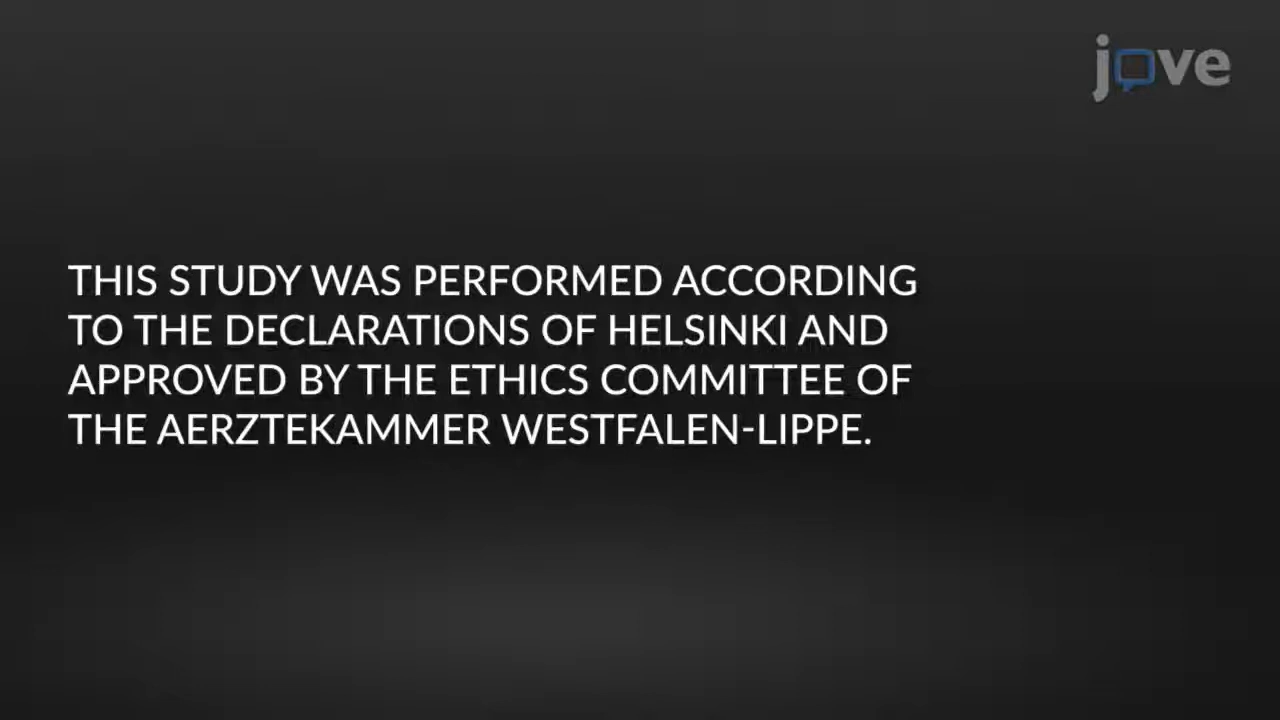 jove
THIS STUDY WAS PERFORMED ACCORDING
TO THE DECLARATIONS OF HELSINKI AND
APPROVED BY THE ETHICS COMMITTEE OF
THE AERZTEKAMMER WESTFALEN-LIPPE.